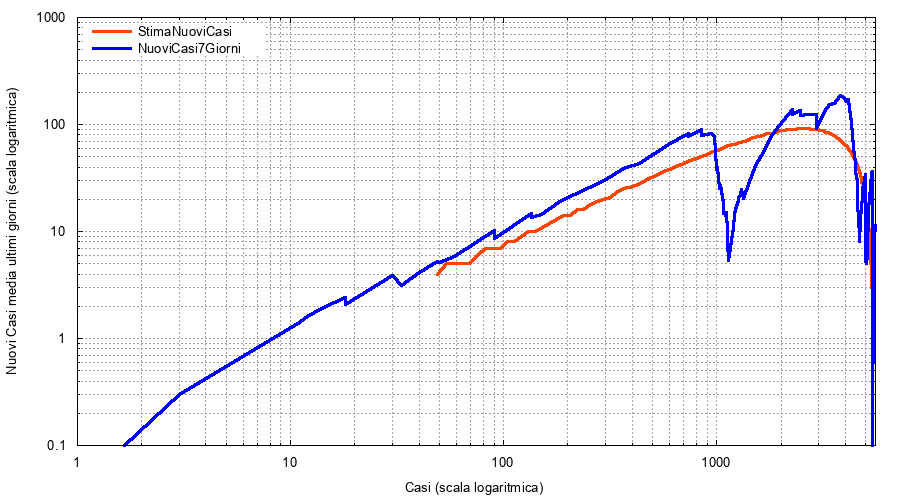 StimaNuoviCasi
NuoviCasi7Giorni
Nuovi Casi media ultimi giorni (scala logaritmica)
1000
100
10
1
0.1
1
10
100
1000
Casi (scala logaritmica)